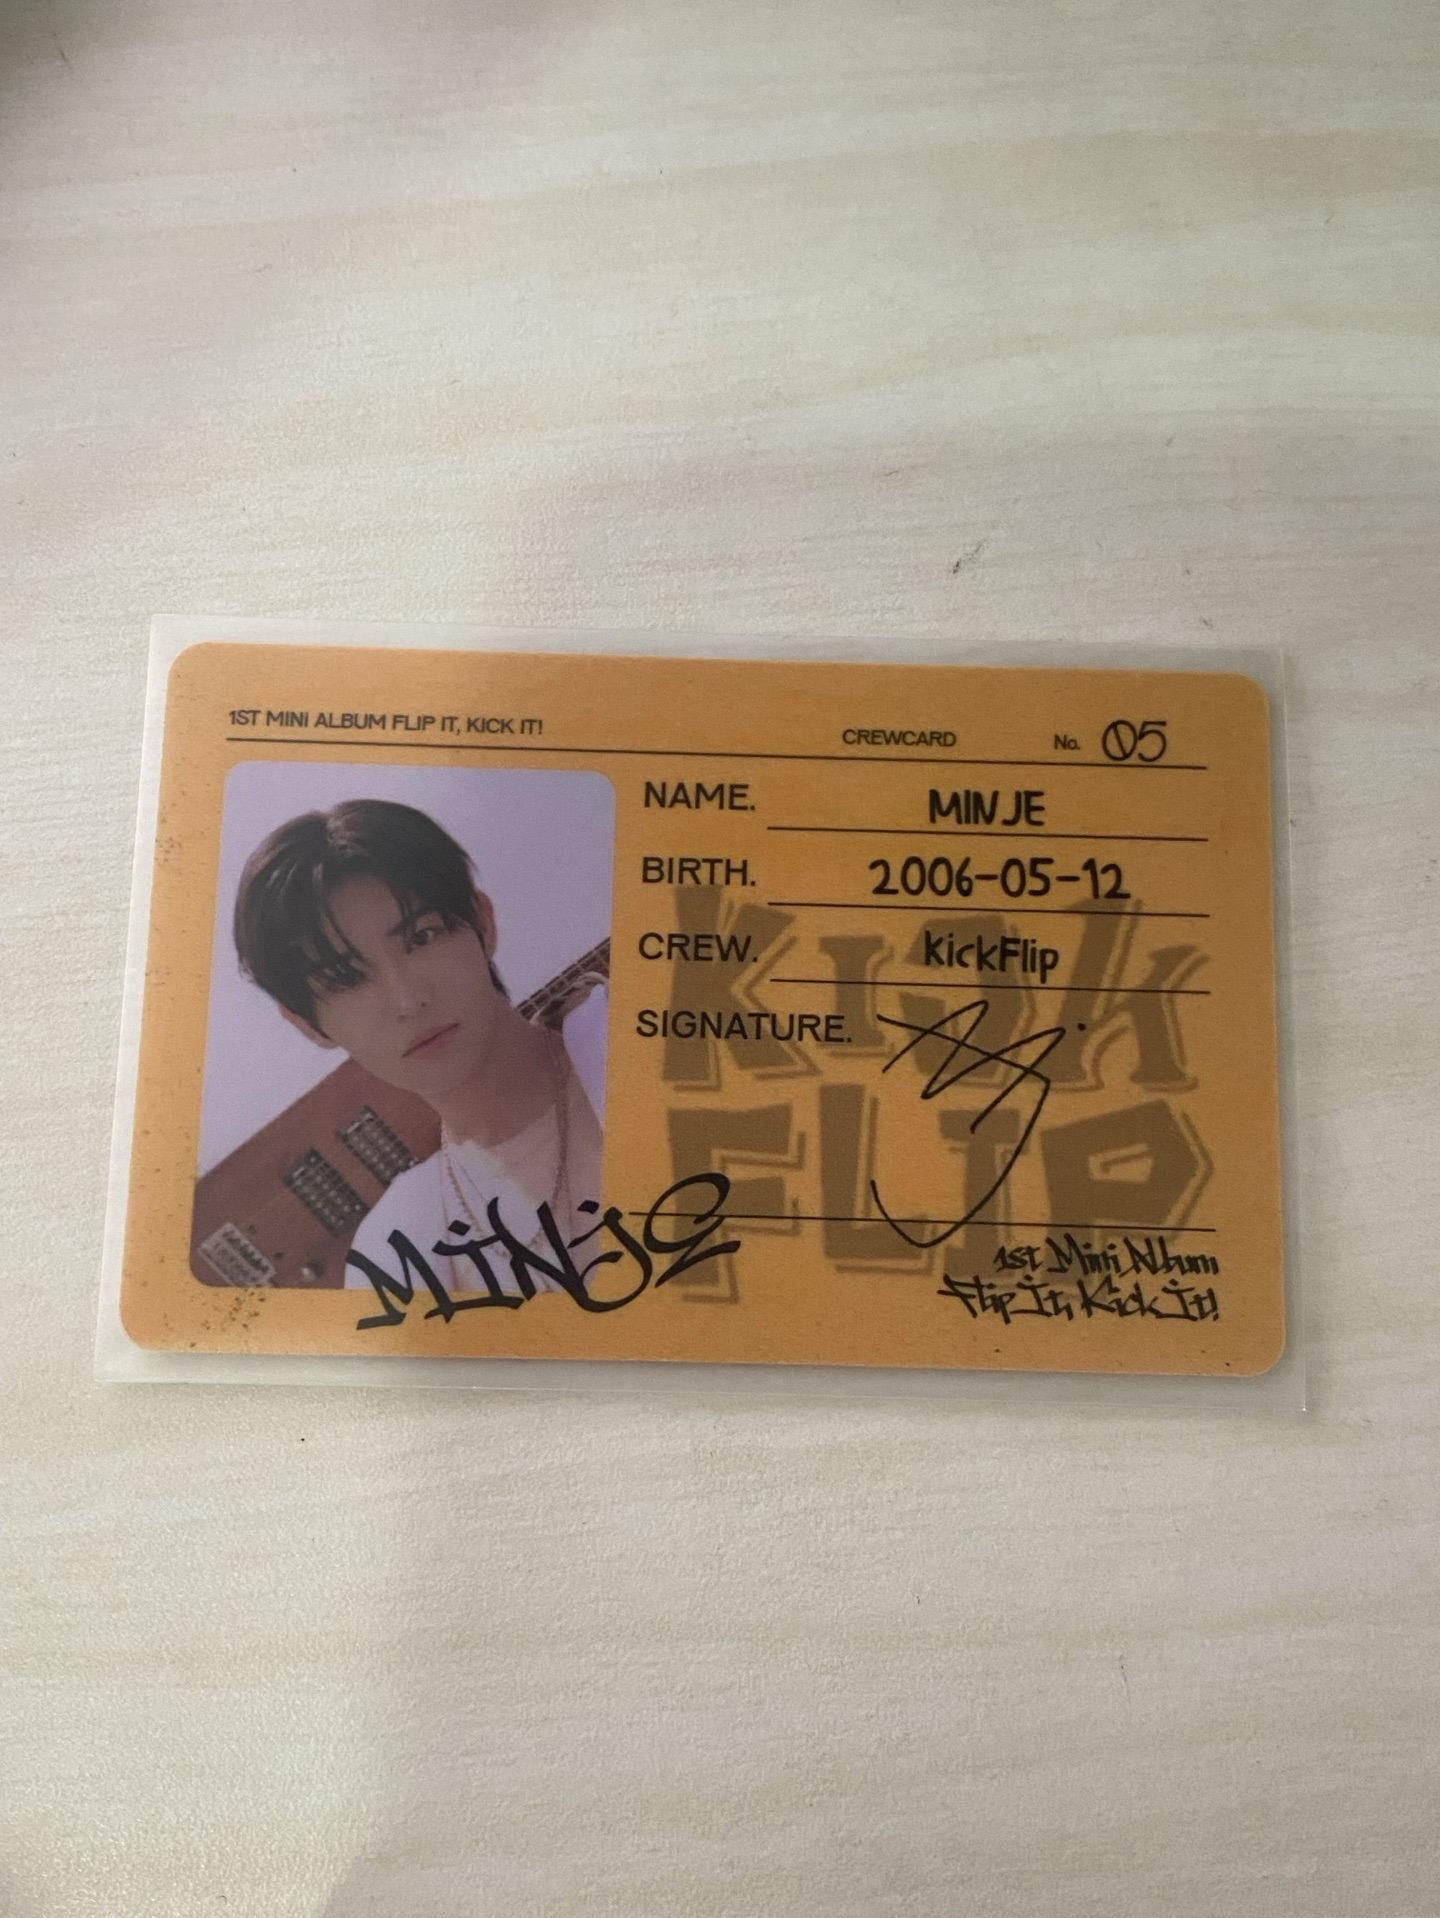 1ST MINI ALBUM FLIP IT, KICK IT!
CREWCARD No. 05
NAME. MINJE
BIRTH. 2006-05-12
CREW. kickFlip
SIGNATURE.
KICK
FLIP
MINJE
1st Mini Album
Flip It, Kick It!